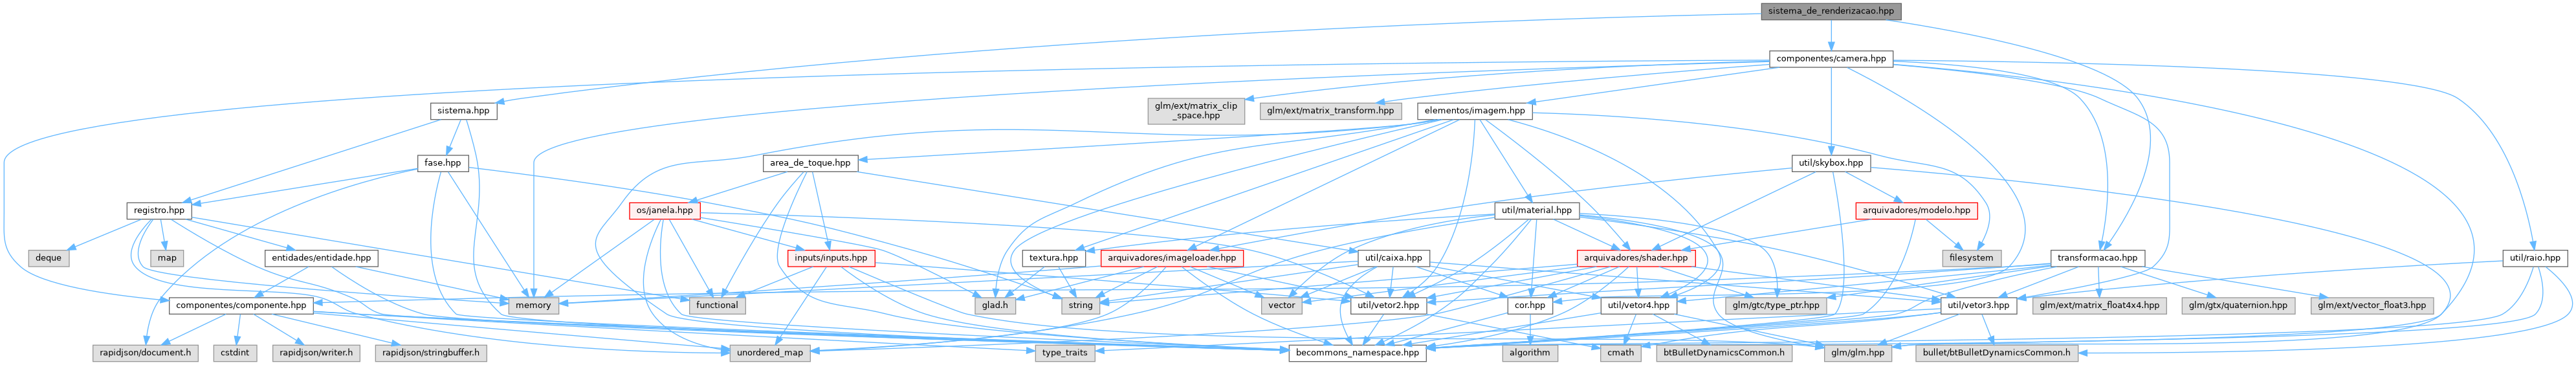 sistema_de_renderizacao.hpp
componentes/camera.hpp
sistema.hpp
glm/ext/matrix_clip
_space.hpp
glm/ext/matrix_transform.hpp
elementos/imagem.hpp
fase.hpp
area_de_toque.hpp
util/skybox.hpp
registro.hpp
os/janela.hpp
util/material.hpp
arquivadores/modelo.hpp
deque
map
entidades/entidade.hpp
inputs/inputs.hpp
textura.hpp
arquivadores/imageloader.hpp
util/caixa.hpp
arquivadores/shader.hpp
filesystem
transformacao.hpp
util/raio.hpp
componentes/componente.hpp
memory
functional
glad.h
string
vector
util/vetor2.hpp
cor.hpp
util/vetor4.hpp
glm/gtc/type_ptr.hpp
util/vetor3.hpp
glm/ext/matrix_float4x4.hpp
glm/gtx/quaternion.hpp
glm/ext/vector_float3.hpp
rapidjson/document.h
cstdint
rapidjson/writer.h
rapidjson/stringbuffer.h
unordered_map
type_traits
becommons_namespace.hpp
algorithm
cmath
btBulletDynamicsCommon.h
glm/glm.hpp
bullet/btBulletDynamicsCommon.h